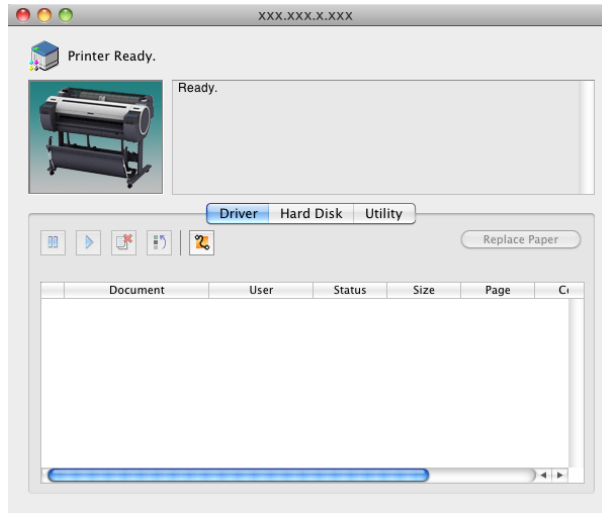 xxx.xxx.x.xxx
Printer Ready.
Ready.
Driver Hard Disk Utility
Replace Paper
Document User Status Size Page